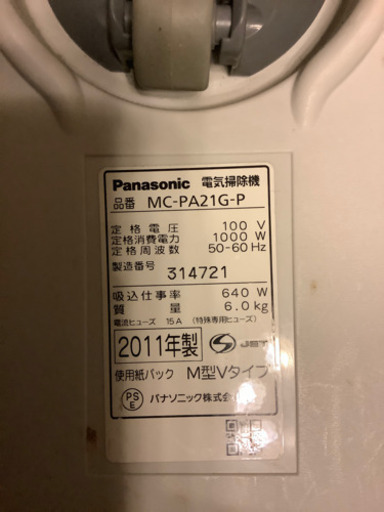 Panasonic 電気掃除機
品番 MC-PA21G-P
定格電圧 100 V
定格消費電力 1000 W
定格周波数 50-60 Hz
製造番号 314721
吸込仕事率 640 W
質量 6.0kg
電流ヒューズ 15A (特殊専用ヒューズ)
2011年製 S JET
使用紙パック M型Vタイプ
PS E パナソニック株式会